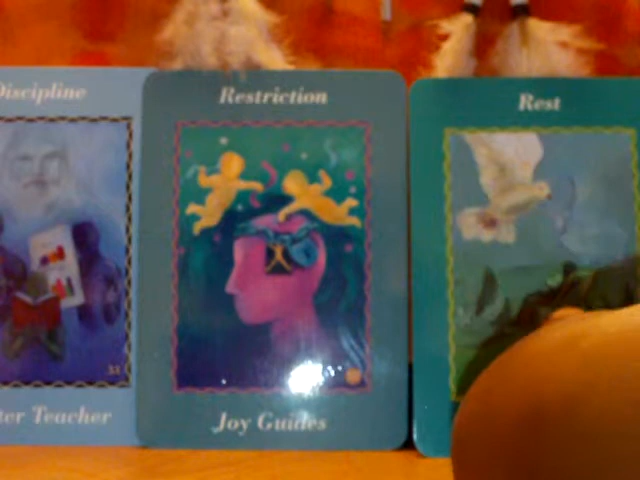 Discipline
Restriction
Rest
ter Teacher
Joy Guides